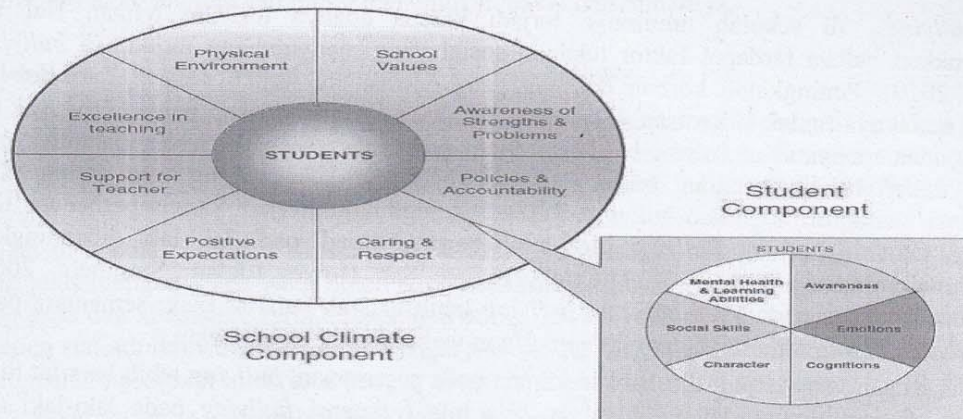 Physical
Environment
School
Values
Excellence in
teaching
Awareness of
Strengths &
Problems
STUDENTS
Support for
Teacher
Policies &
Accountability
Positive
Expectations
Caring &
Respect
School Climate
Component
Student
Component
STUDENTS
Mental Health
& Learning
Abilities
Awareness
Social Skills
Emotions
Character
Cognitions